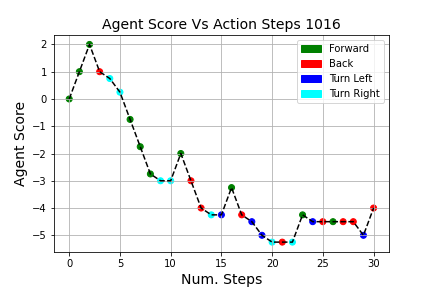 Agent Score Vs Action Steps 1016
Forward
Back
Turn Left
Turn Right
Agent Score
2
1
0
−1
−2
−3
−4
−5
0 5 10 15 20 25 30
Num. Steps